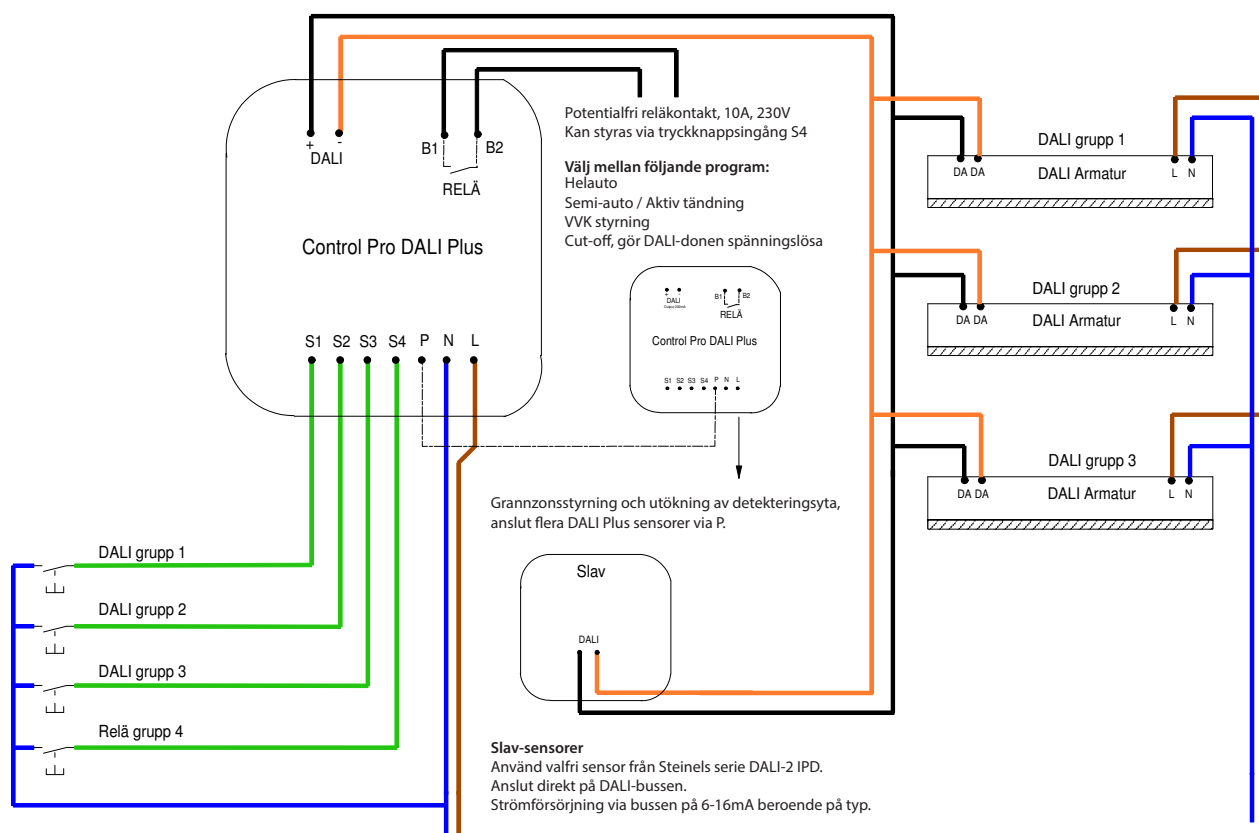 + -
DALI
B1 B2
RELÄ
Control Pro DALI Plus
S1 S2 S3 S4 P N L
Potentialfri reläkontakt, 10A, 230V
Kan styras via tryckknappsingång S4
Välj mellan följande program:
Helauto
Semi-auto / Aktiv tändning
VVK styrning
Cut-off, gör DALI-donen spänningslösa
+ -
DALI
B1 B2
RELÄ
Control Pro DALI Plus
S1 S2 S3 S4 P N L
Grannzonsstyrning och utökning av detekteringsyta,
anslut flera DALI Plus sensorer via P.
DALI grupp 1
DA DA DALI Armatur L N
DALI grupp 2
DA DA DALI Armatur L N
DALI grupp 3
DA DA DALI Armatur L N
DALI grupp 1
DALI grupp 2
DALI grupp 3
Relä grupp 4
Slav
DALI
Slav-sensorer
Använd valfri sensor från Steinels serie DALI-2 IPD.
Anslut direkt på DALI-bussen.
Strömförsörjning via bussen på 6-16mA beroende på typ.